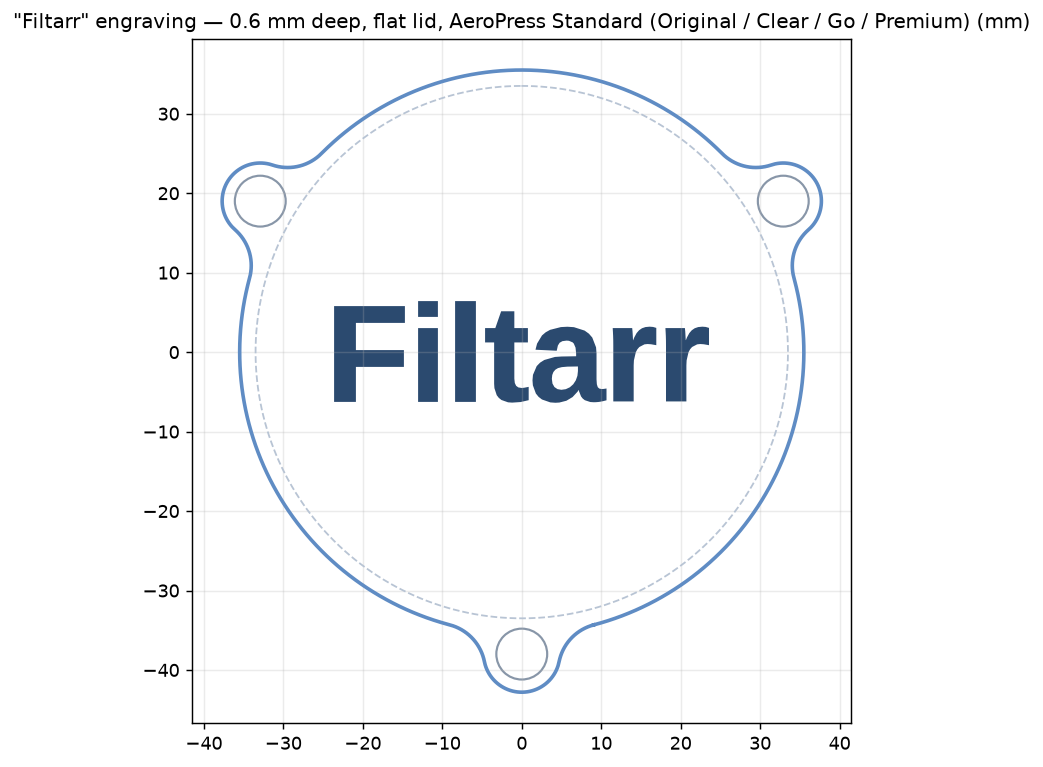 "Filtarr" engraving — 0.6 mm deep, flat lid, AeroPress Standard (Original / Clear / Go / Premium) (mm)
30
20
10
0
−10
−20
−30
−40
Filtarr
−40 −30 −20 −10 0 10 20 30 40